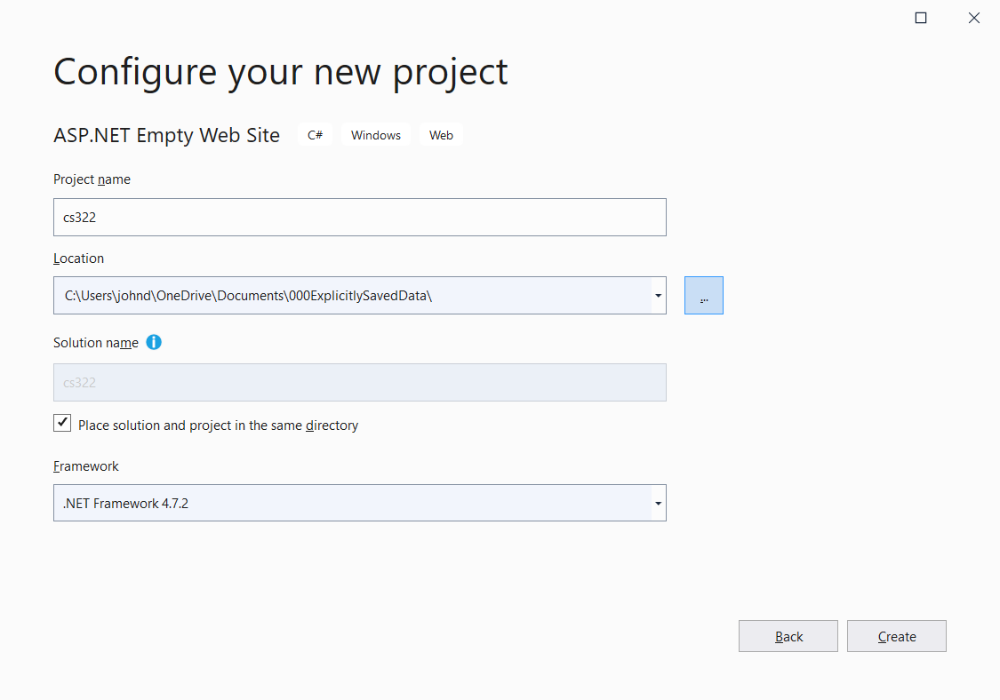 Configure your new project
ASP.NET Empty Web Site C# Windows Web
Project name
cs322
Location
C:\Users\johnd\OneDrive\Documents\000ExplicitlySavedData\
...
Solution name
cs322
Place solution and project in the same directory
Framework
.NET Framework 4.7.2
Back Create